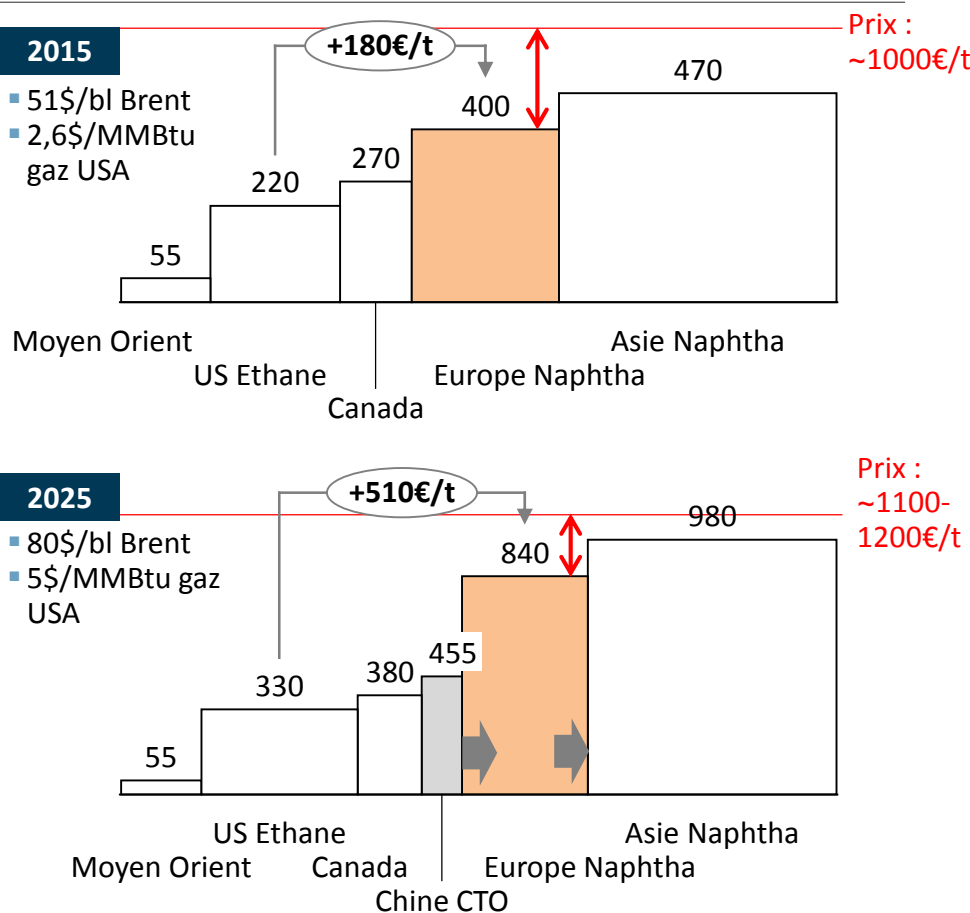 2015
51$/bl Brent
2,6$/MMBtu
gaz USA
+180€/t
Prix :
~1000€/t
55
220
270
400
470
Moyen Orient
US Ethane
Canada
Europe Naphtha
Asie Naphtha
2025
80$/bl Brent
5$/MMBtu gaz
USA
+510€/t
Prix :
~1100-
1200€/t
55
330
380
455
840
980
US Ethane
Asie Naphtha
Moyen Orient
Canada
Europe Naphtha
Chine CTO